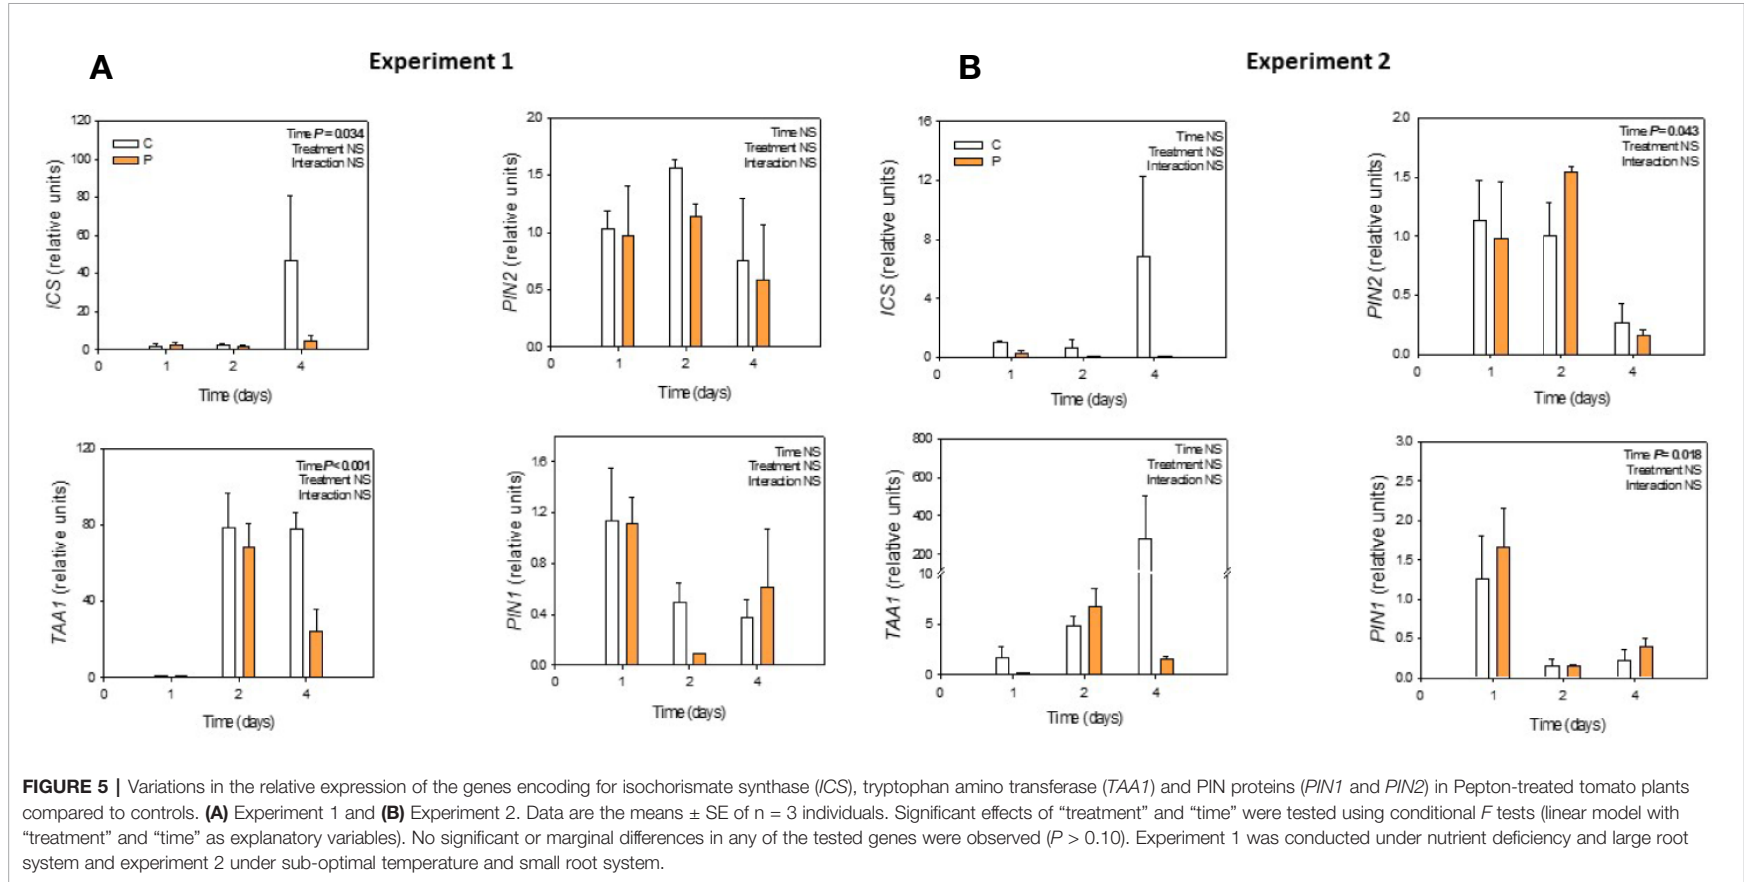 A
Experiment 1
B
Experiment 2
ICS (relative units)
120
100
80
60
40
20
0
C
P
Time P = 0.034
Treatment NS
Interaction NS
0
1
2
4
Time (days)
PIN2 (relative units)
2.0
1.5
1.0
0.5
0.0
Time NS
Treatment NS
Interaction NS
0
1
2
4
Time (days)
ICS (relative units)
16
12
8
4
0
C
P
Time NS
Treatment NS
Interaction NS
0
1
2
4
Time (days)
PIN2 (relative units)
2.0
1.5
1.0
0.5
0.0
Time P = 0.043
Treatment NS
Interaction NS
0
1
2
4
Time (days)
TAA1 (relative units)
120
80
40
0
Time P < 0.001
Treatment NS
Interaction NS
0
1
2
4
Time (days)
PIN1 (relative units)
1.6
1.2
0.8
0.4
0.0
Time NS
Treatment NS
Interaction NS
0
1
2
4
Time (days)
TAA1 (relative units)
800
600
400
200
10
5
0
Time NS
Treatment NS
Interaction NS
0
1
2
4
Time (days)
PIN1 (relative units)
3.0
2.5
2.0
1.5
1.0
0.5
0.0
Time P = 0.018
Treatment NS
Interaction NS
0
1
2
4
Time (days)
FIGURE 5 | Variations in the relative expression of the genes encoding for isochorismate synthase (ICS), tryptophan amino transferase (TAA1) and PIN proteins (PIN1 and PIN2) in Pepton-treated tomato plants
compared to controls. (A) Experiment 1 and (B) Experiment 2. Data are the means ± SE of n = 3 individuals. Significant effects of “treatment” and “time” were tested using conditional F tests (linear model with
“treatment” and “time” as explanatory variables). No significant or marginal differences in any of the tested genes were observed (P > 0.10). Experiment 1 was conducted under nutrient deficiency and large root
system and experiment 2 under sub-optimal temperature and small root system.